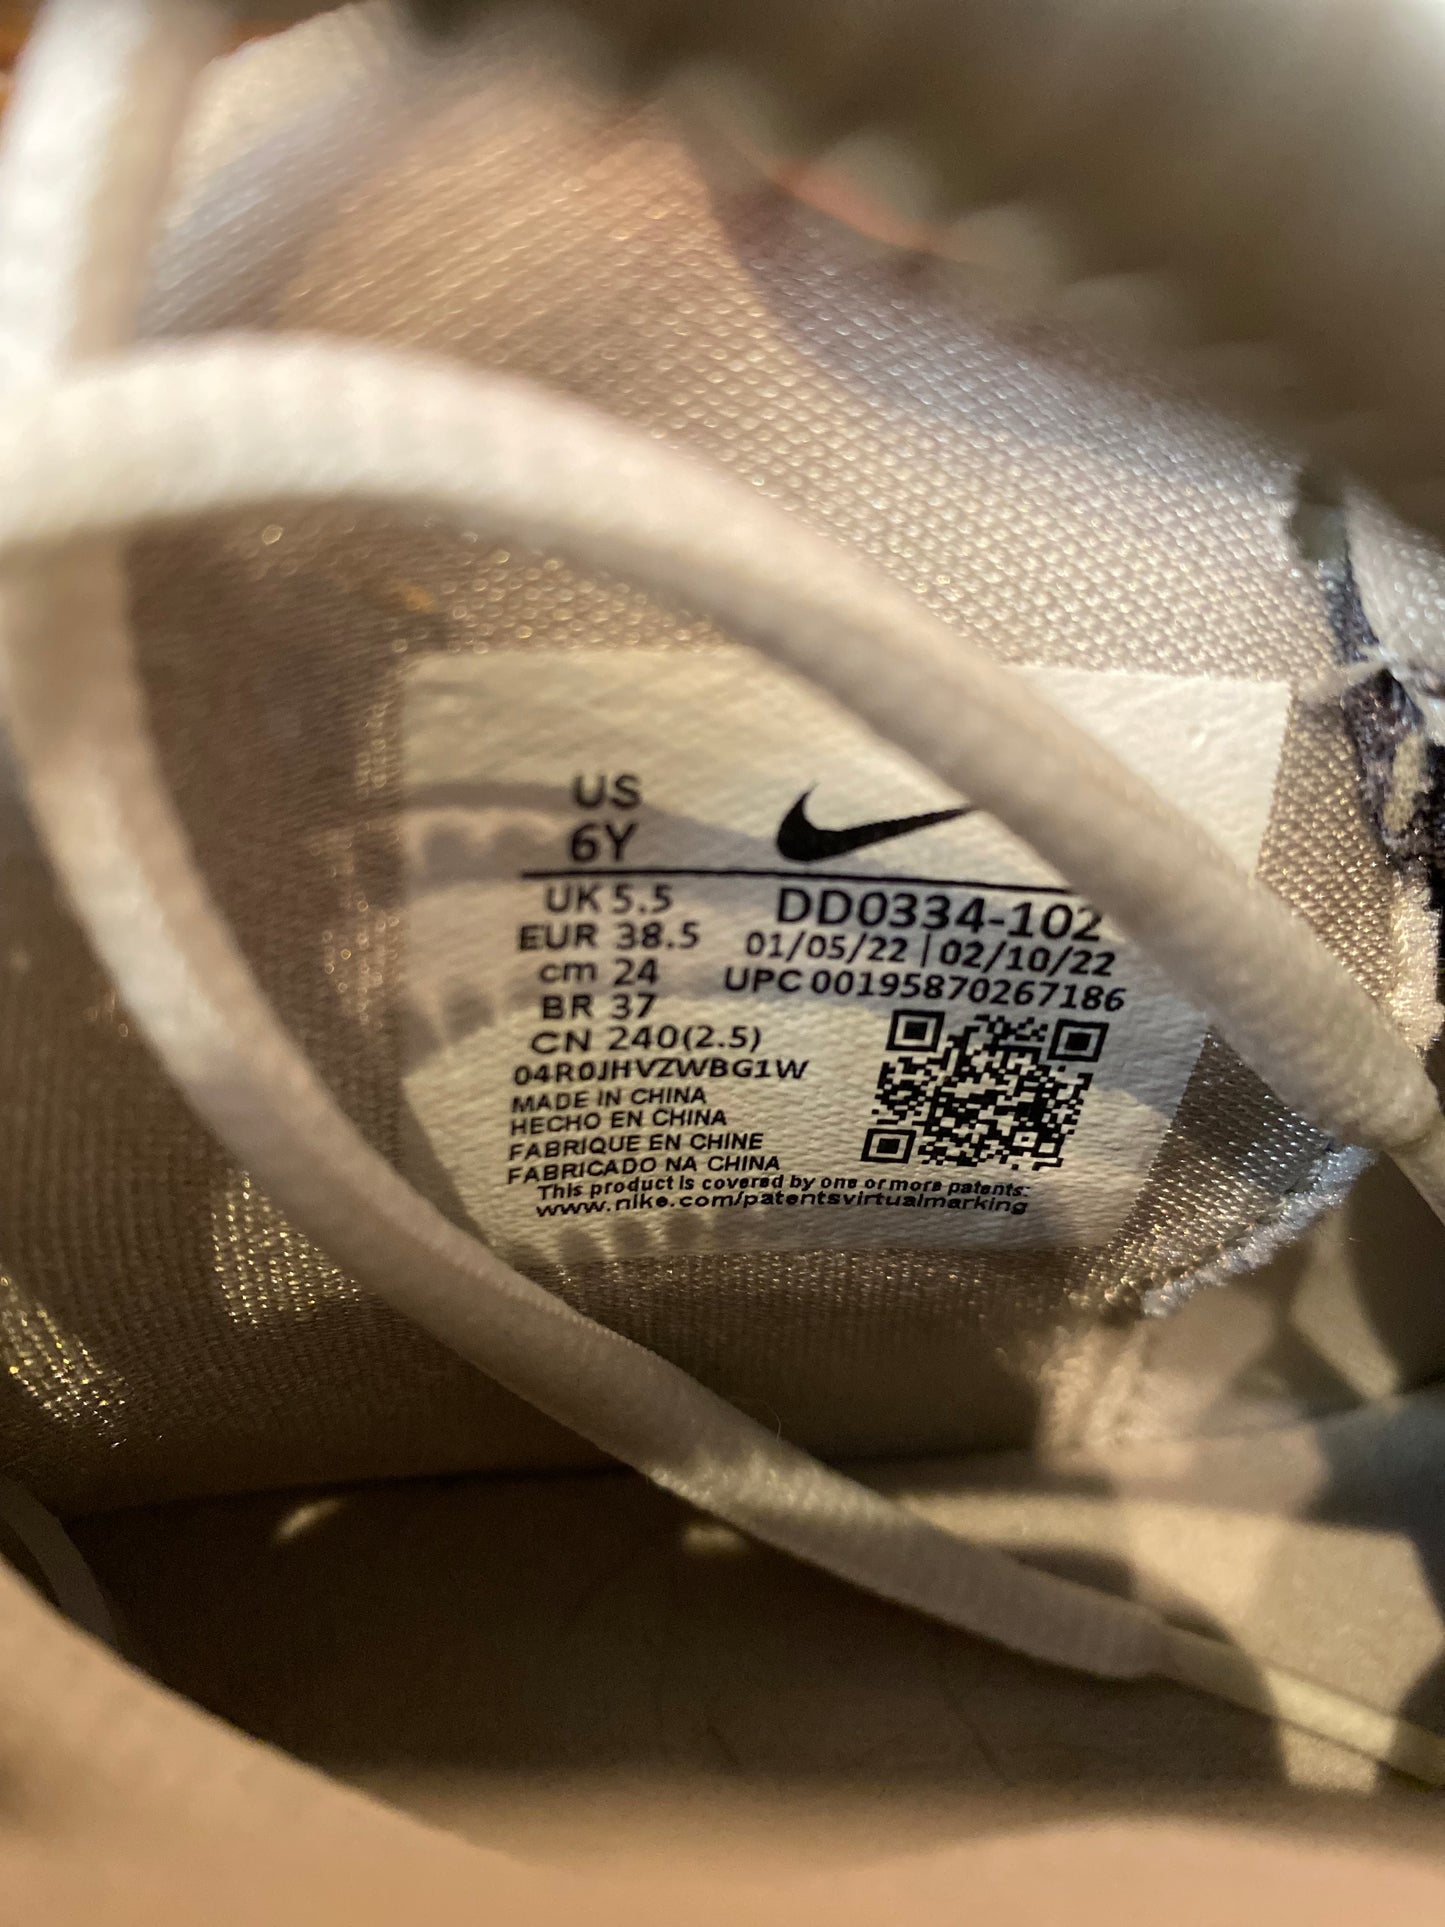 US
6Y
UK 5.5
EUR 38.5
cm 24
BR 37
CN 240(2.5)
DD0334-102
01/05/22 | 02/10/22
UPC 00195870267186
04R0JHVZWBG1W
MADE IN CHINA
HECHO EN CHINA
FABRIQUE EN CHINE
FABRICADO NA CHINA
This product is covered by one or more patents:
www.nike.com/patentsvirtualmarking